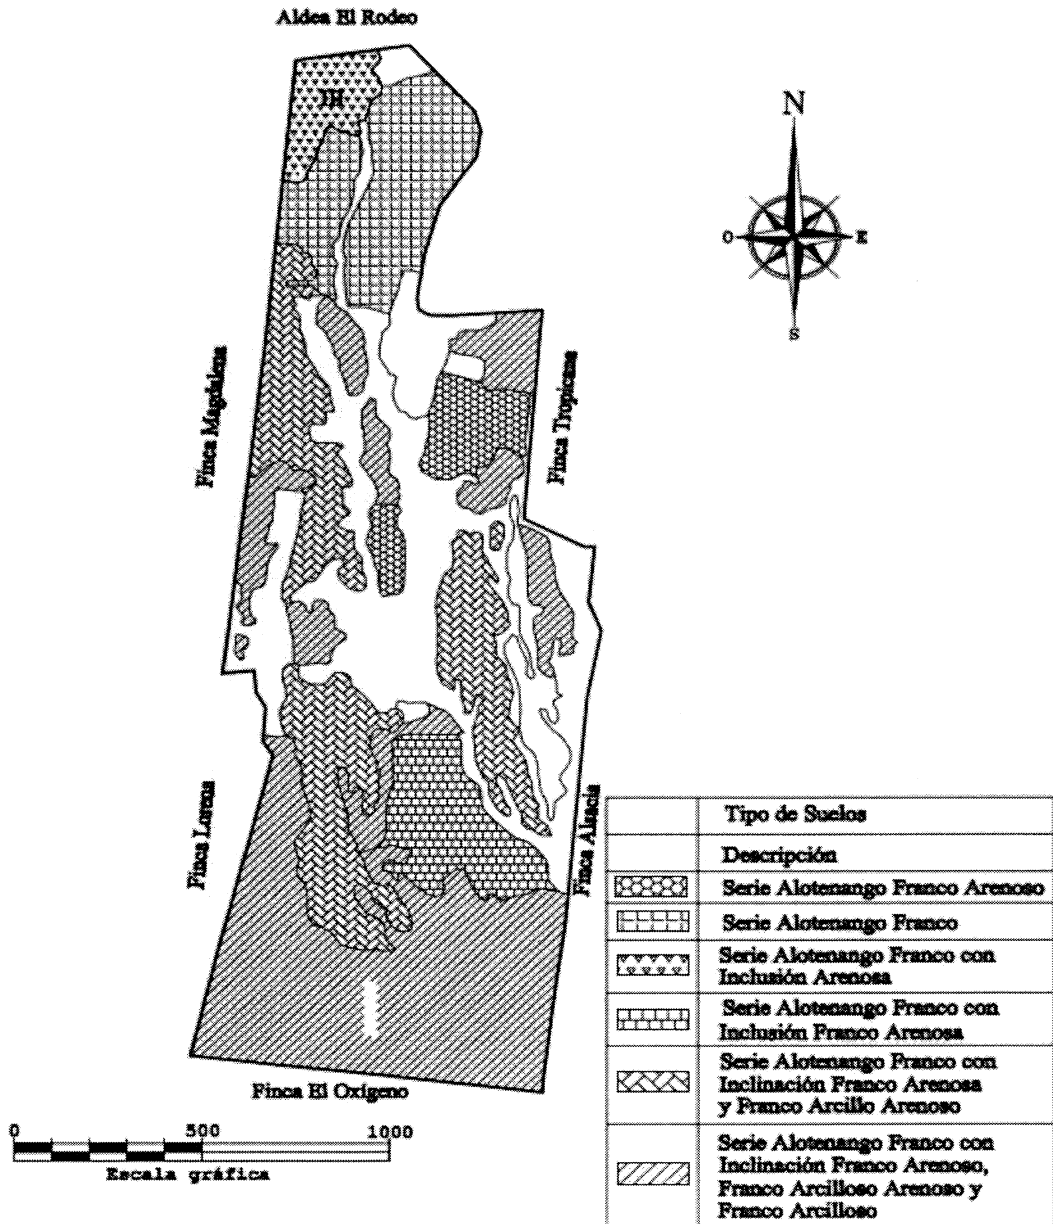 Aldea El Rodeo
N
O
E
S
Finca Magdalena
Finca Tropicana
Finca Lorena
Finca Alsacia
Finca El Oxígeno
0 500 1000
Escala gráfica
Tipo de Suelos
Descripción
Serie Alotenango Franco Arenoso
Serie Alotenango Franco
Serie Alotenango Franco con
Inclusión Arenosa
Serie Alotenango Franco con
Inclusión Franco Arenosa
Serie Alotenango Franco con
Inclinación Franco Arenosa
y Franco Arcillo Arenoso
Serie Alotenango Franco con
Inclinación Franco Arenoso,
Franco Arcilloso Arenoso y
Franco Arcilloso